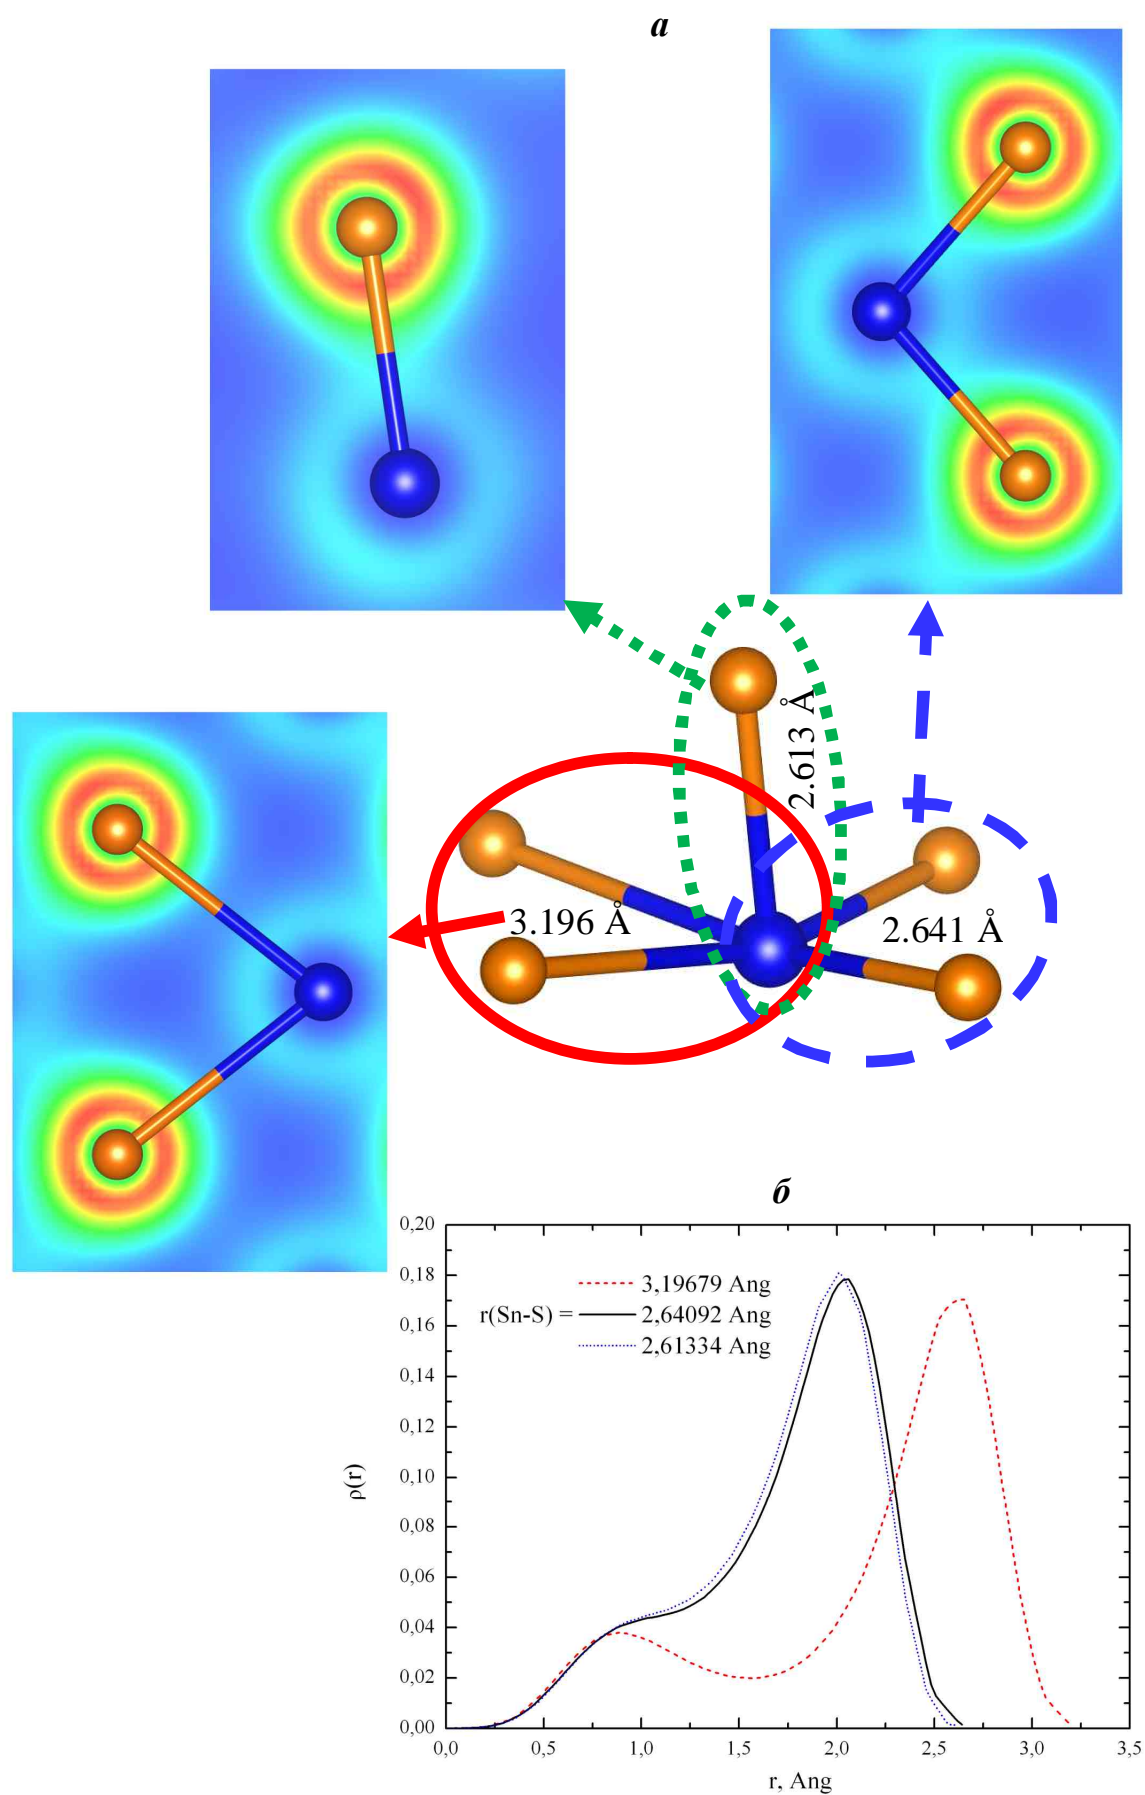 а
2.613 Å
3.196 Å
2.641 Å
б
0,20
0,18
0,16
0,14
0,12
0,10
0,08
0,06
0,04
0,02
0,00
ρ(r)
3,19679 Ang
r(Sn-S) = 2,64092 Ang
2,61334 Ang
0,0 0,5 1,0 1,5 2,0 2,5 3,0 3,5
r, Ang